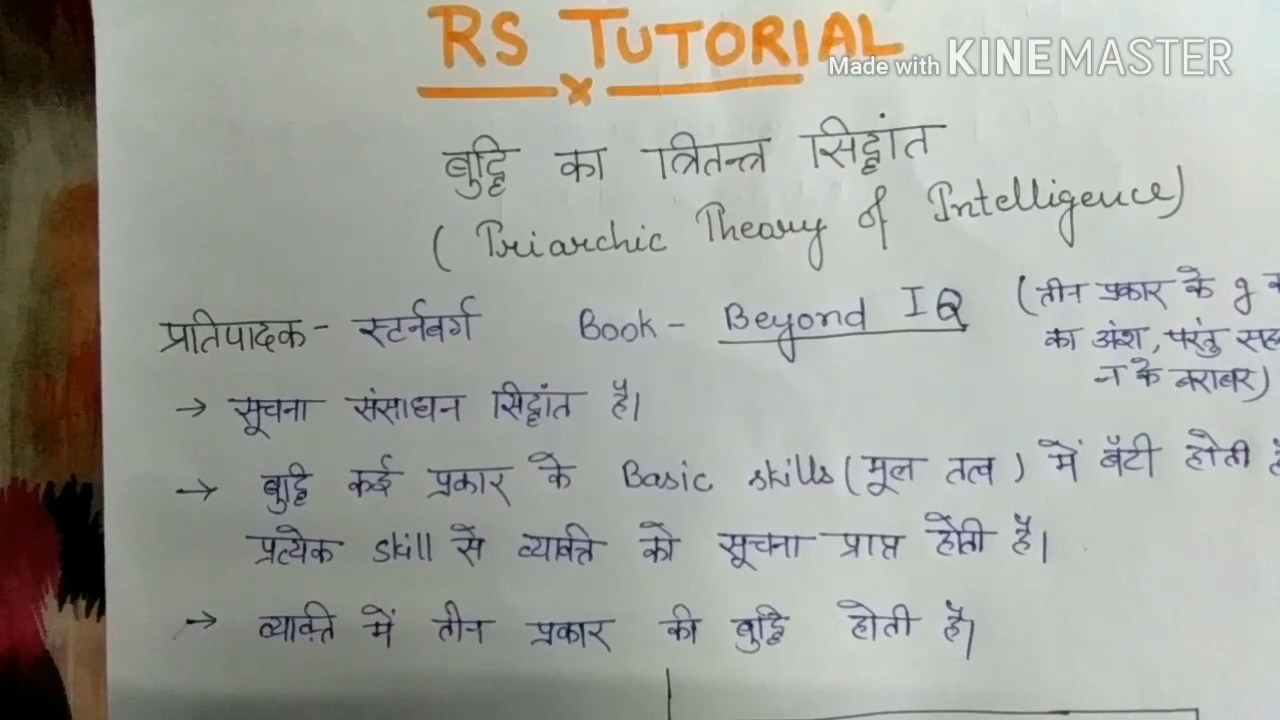 RS TUTORIAL
Made with KINEMASTER
बुद्धि का त्रितन्त्र सिद्धांत
( Triarchic Theory of Intelligence)
प्रतिपादक - स्टर्नबर्ग Book - Beyond IQ
(तीन प्रकार के g
का अंश, परंतु
न के बराबर)
→ सूचना संसाधन सिद्धांत है।
→ बुद्धि कई प्रकार के Basic skills (मूल तत्व) में बँटी होती
प्रत्येक skill से व्यक्ति को सूचना प्राप्त होती है।
→ व्यक्ति में तीन प्रकार की बुद्धि होती है।